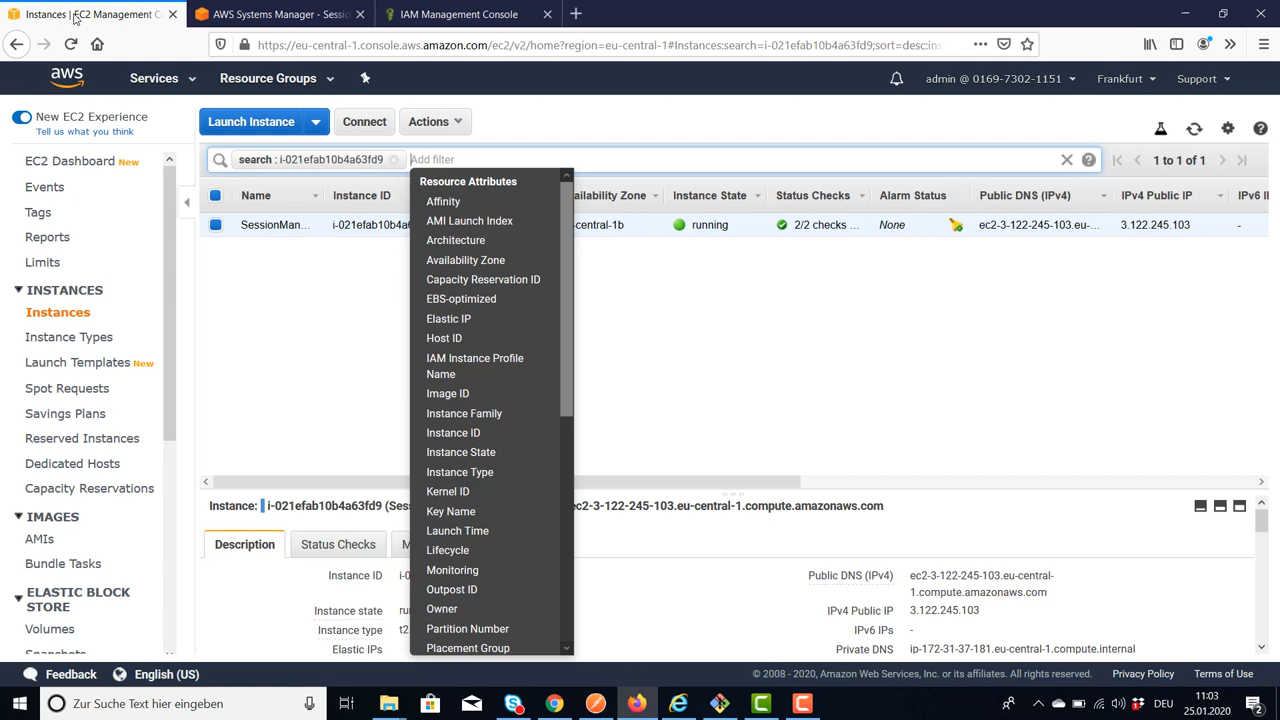 Instances | EC2 Management C
AWS Systems Manager - Sessio
IAM Management Console
https://eu-central-1.console.aws.amazon.com/ec2/v2/home?region=eu-central-1#Instances:search=i-021efab10b4a63fd9;sort=desc:ins
aws
Services
Resource Groups
admin @ 0169-7302-1151
Frankfurt
Support
New EC2 Experience
Tell us what you think
EC2 Dashboard New
Events
Tags
Reports
Limits
INSTANCES
Instances
Instance Types
Launch Templates New
Spot Requests
Savings Plans
Reserved Instances
Dedicated Hosts
Capacity Reservations
IMAGES
AMIs
Bundle Tasks
ELASTIC BLOCK
STORE
Volumes
Snapshots
Launch Instance
Connect
Actions
search : i-021efab10b4a63fd9
Add filter
1 to 1 of 1
Name
Instance ID
ailability Zone
Instance State
Status Checks
Alarm Status
Public DNS (IPv4)
IPv4 Public IP
IPv6 I
SessionMan...
i-021efab10b4a6
-central-1b
running
2/2 checks ...
None
ec2-3-122-245-103.eu-...
3.122.245.103
-
Resource Attributes
Affinity
AMI Launch Index
Architecture
Availability Zone
Capacity Reservation ID
EBS-optimized
Elastic IP
Host ID
IAM Instance Profile
Name
Image ID
Instance Family
Instance ID
Instance State
Instance Type
Kernel ID
Key Name
Launch Time
Lifecycle
Monitoring
Outpost ID
Owner
Partition Number
Placement Group
Instance: i-021efab10b4a63fd9 (Ses
ec2-3-122-245-103.eu-central-1.compute.amazonaws.com
Description
Status Checks
M
Instance ID
i-0
Instance state
ru
Instance type
t2
Elastic IPs
Public DNS (IPv4)
ec2-3-122-245-103.eu-central-
1.compute.amazonaws.com
IPv4 Public IP
3.122.245.103
IPv6 IPs
-
Private DNS
ip-172-31-37-181.eu-central-1.compute.internal
Feedback
English (US)
© 2008 - 2020, Amazon Web Services, Inc. or its affiliates. All rights reserved.
Privacy Policy
Terms of Use
Zur Suche Text hier eingeben
DEU
11:03
25.01.2020
2